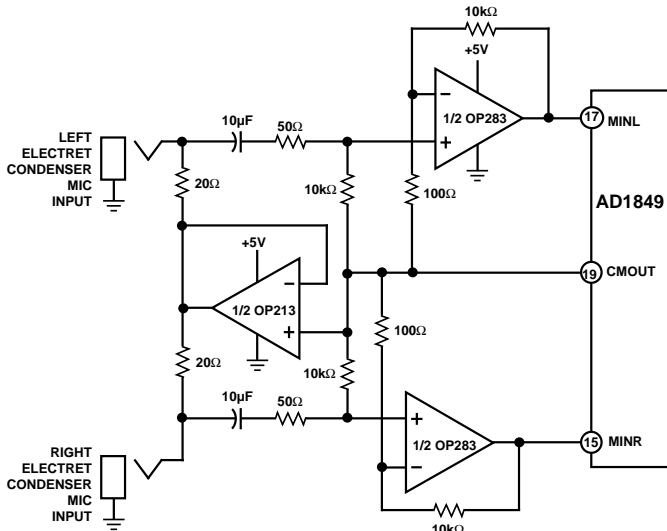 10kΩ
+5V
−
1/2 OP283
+
17
MINL
LEFT
ELECTRET
CONDENSER
MIC
INPUT
10µF
50Ω
20Ω
10kΩ
100Ω
AD1849
+5V
−
1/2 OP213
+
19
CMOUT
100Ω
20Ω
10kΩ
10µF
50Ω
+
1/2 OP283
−
15
MINR
RIGHT
ELECTRET
CONDENSER
MIC
INPUT
10kΩ